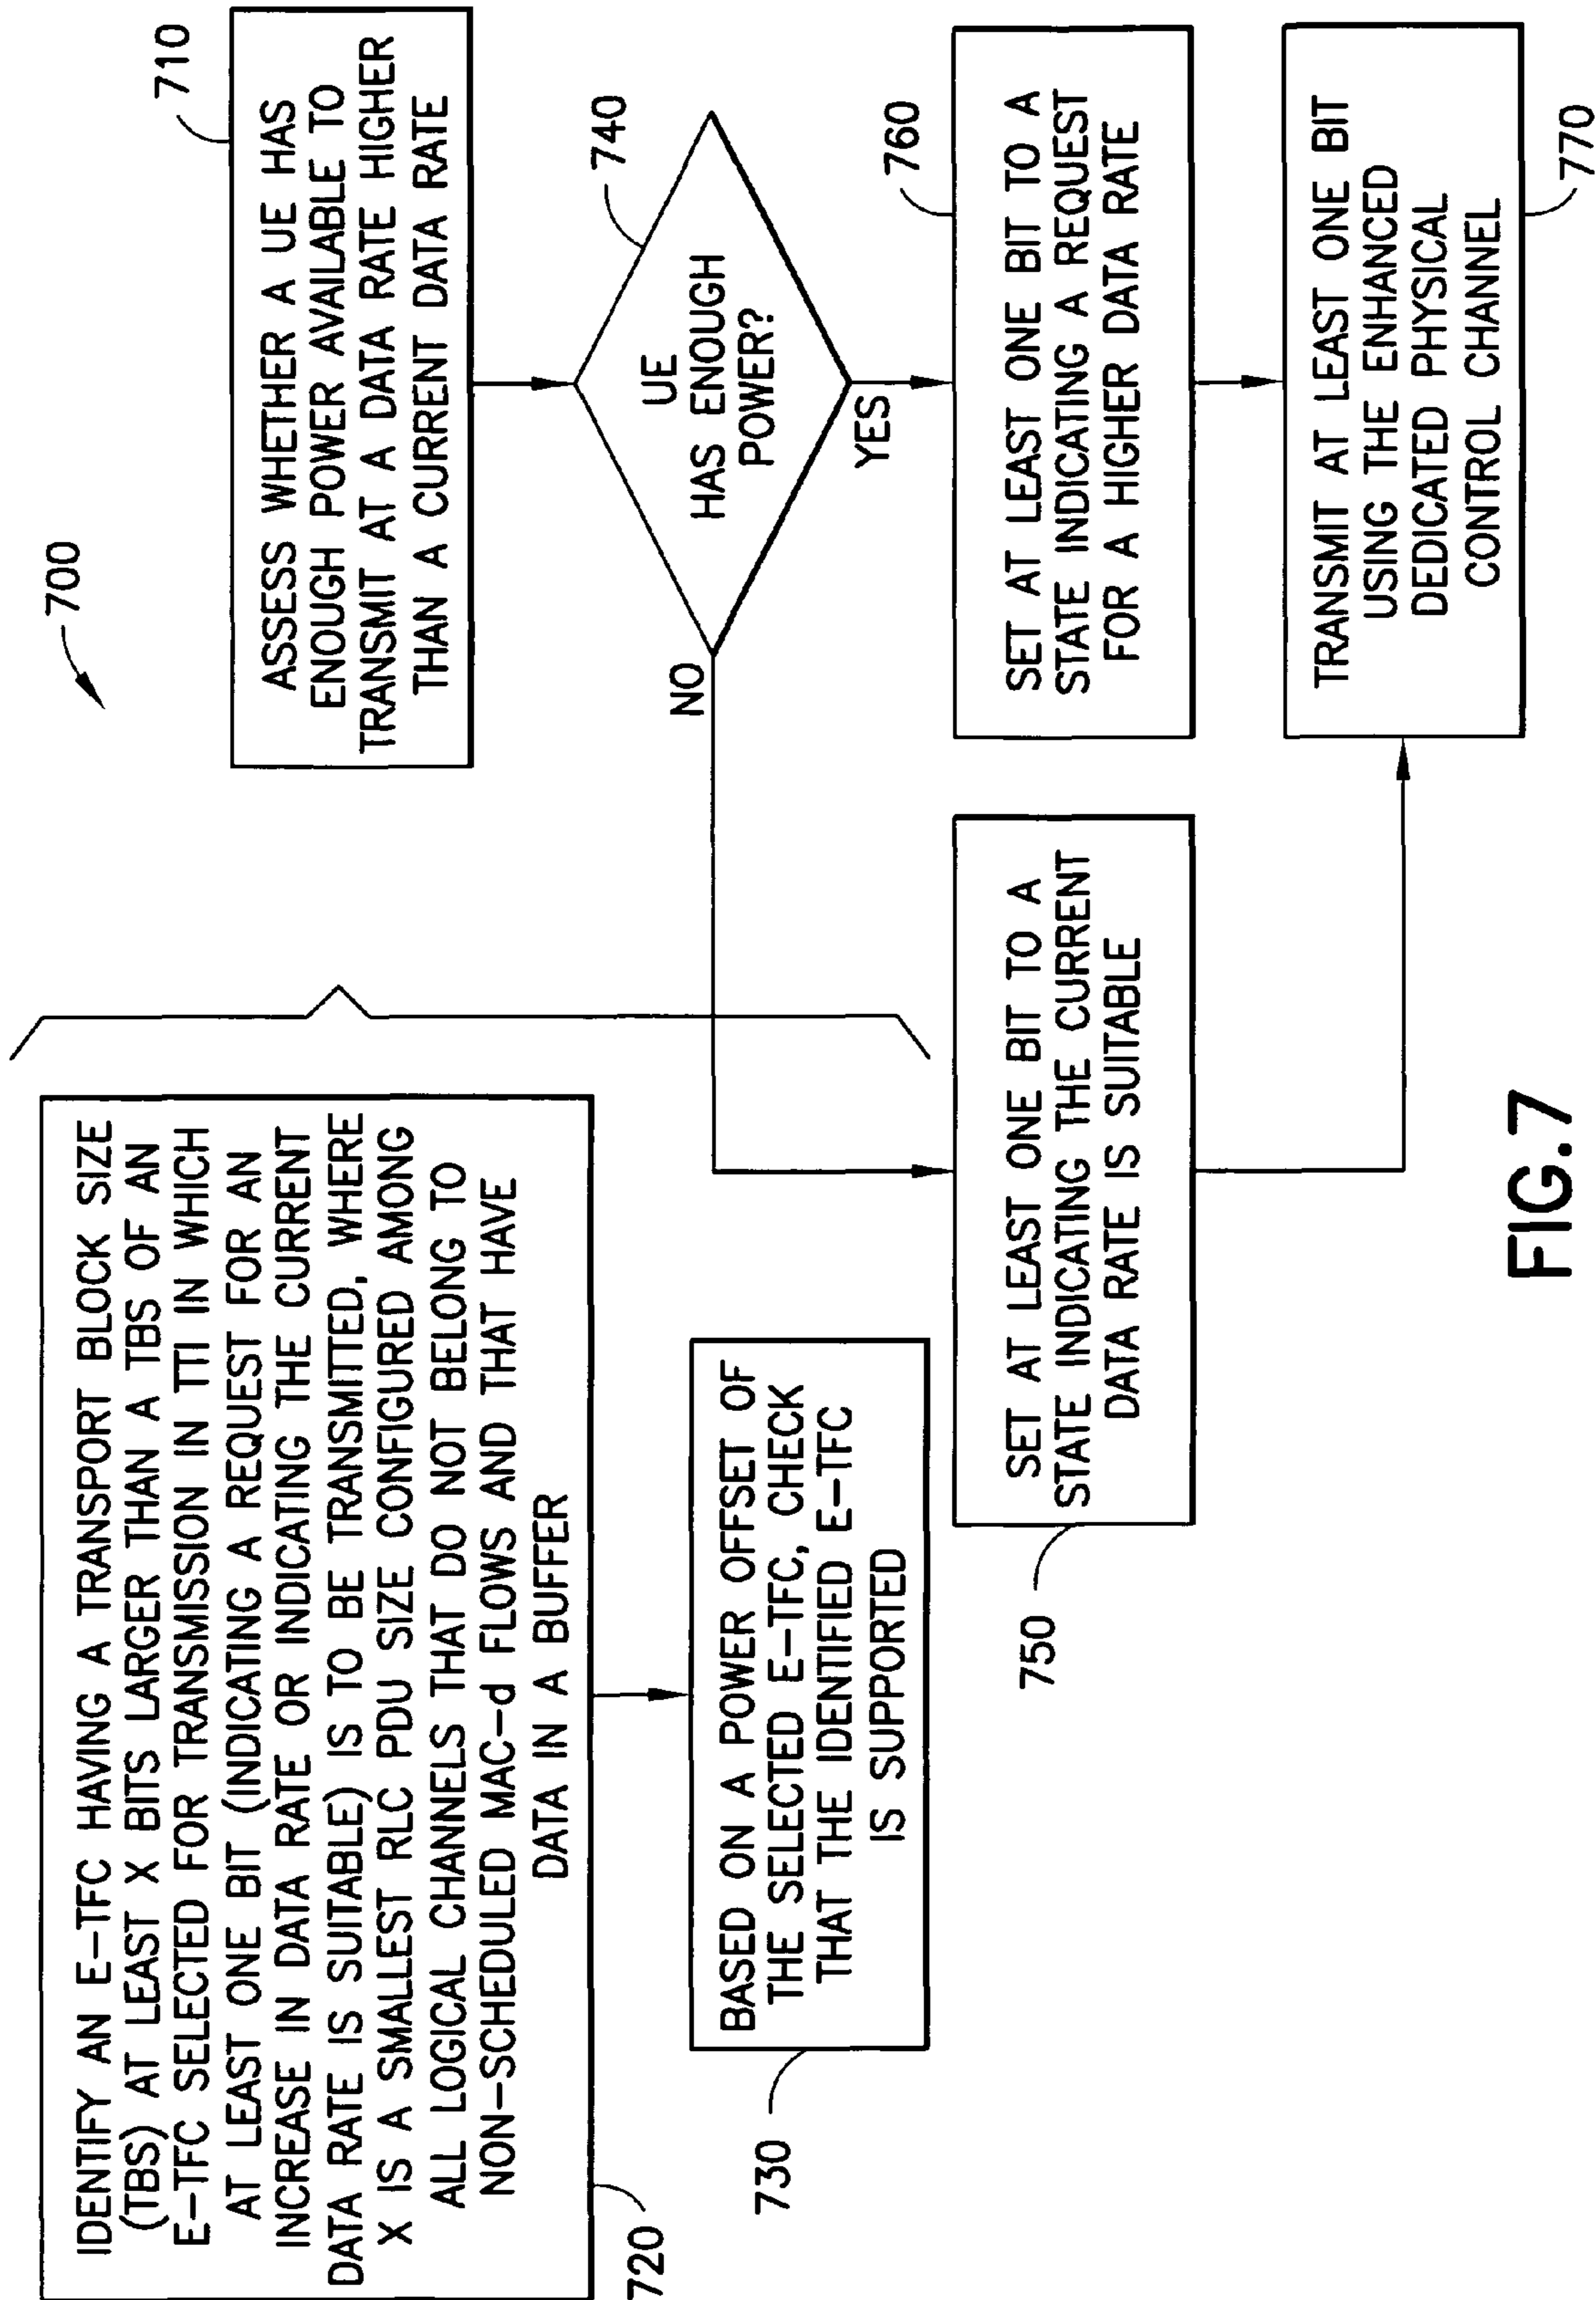 700
710
ASSESS WHETHER A UE HAS
ENOUGH POWER AVAILABLE TO
TRANSMIT AT A DATA RATE HIGHER
THAN A CURRENT DATA RATE
IDENTIFY AN E-TFC HAVING A TRANSPORT BLOCK SIZE
(TBS) AT LEAST X BITS LARGER THAN A TBS OF AN
E-TFC SELECTED FOR TRANSMISSION IN TTI IN WHICH
AT LEAST ONE BIT (INDICATING A REQUEST FOR AN
INCREASE IN DATA RATE OR INDICATING THE CURRENT
DATA RATE IS SUITABLE) IS TO BE TRANSMITTED, WHERE
X IS A SMALLEST RLC PDU SIZE CONFIGURED AMONG
ALL LOGICAL CHANNELS THAT DO NOT BELONG TO
NON-SCHEDULED MAC-d FLOWS AND THAT HAVE
DATA IN A BUFFER
720
BASED ON A POWER OFFSET OF
THE SELECTED E-TFC, CHECK
THAT THE IDENTIFIED E-TFC
IS SUPPORTED
730
740
UE
HAS ENOUGH
POWER?
NO
YES
SET AT LEAST ONE BIT TO A
STATE INDICATING THE CURRENT
DATA RATE IS SUITABLE
750
760
SET AT LEAST ONE BIT TO A
STATE INDICATING A REQUEST
FOR A HIGHER DATA RATE
TRANSMIT AT LEAST ONE BIT
USING THE ENHANCED
DEDICATED PHYSICAL
CONTROL CHANNEL
770
FIG.7